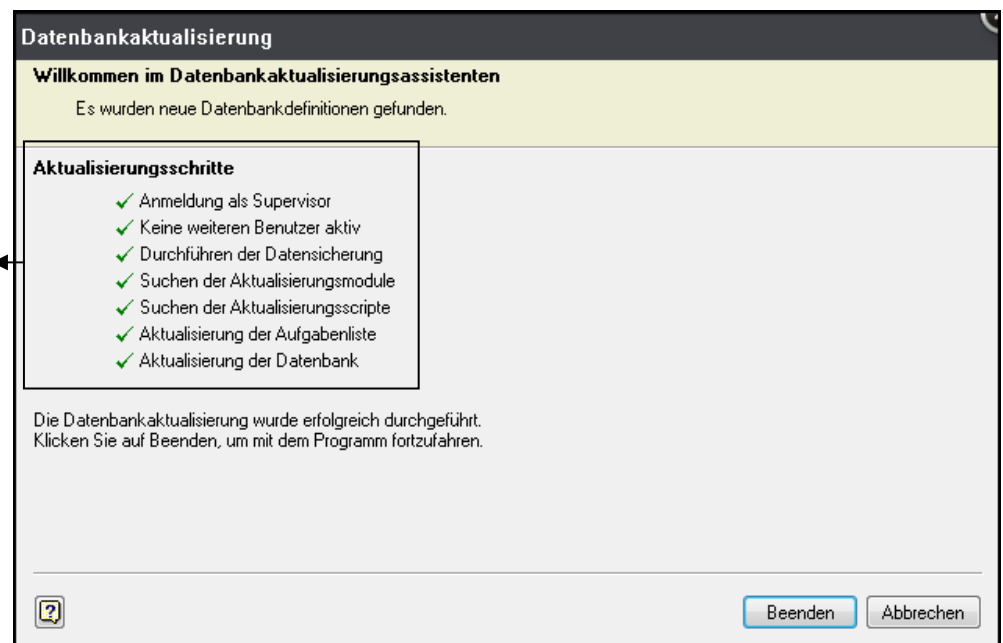 Datenbankaktualisierung
Willkommen im Datenbankaktualisierungsassistenten
Es wurden neue Datenbankdefinitionen gefunden.
Aktualisierungsschritte
Anmeldung als Supervisor
Keine weiteren Benutzer aktiv
Durchführen der Datensicherung
Suchen der Aktualisierungsmodule
Suchen der Aktualisierungsscripte
Aktualisierung der Aufgabenliste
Aktualisierung der Datenbank
Die Datenbankaktualisierung wurde erfolgreich durchgeführt.
Klicken Sie auf Beenden, um mit dem Programm fortzufahren.
?
Beenden
Abbrechen